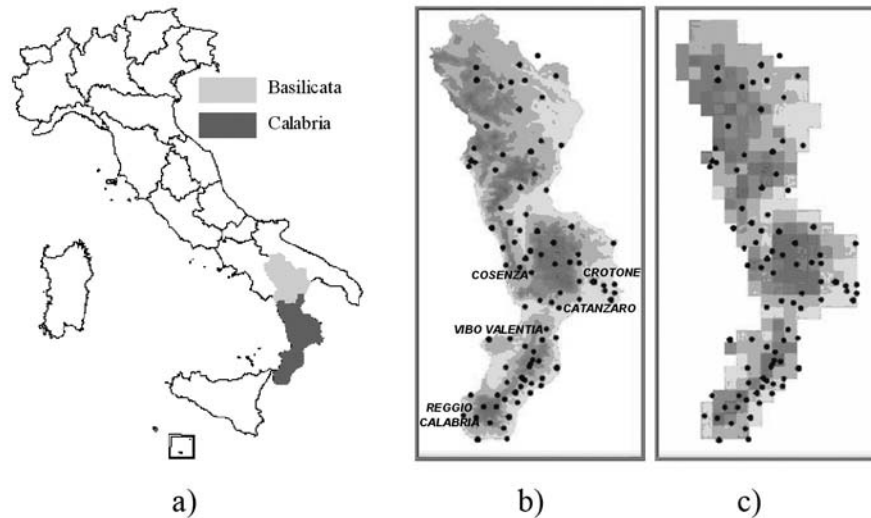 Basilicata
Calabria
COSENZA
CROTONE
CATANZARO
VIBO VALENTIA
REGGIO
CALABRIA
a)
b)
c)